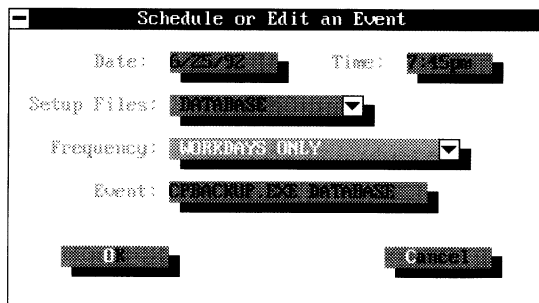 Schedule or Edit an Event
Date: 6/25/92 Time: 7:45pm
Setup Files: DATABASE
Frequency: WORKDAYS ONLY
Event: CPBACKUP.EXE DATABASE
OK Cancel